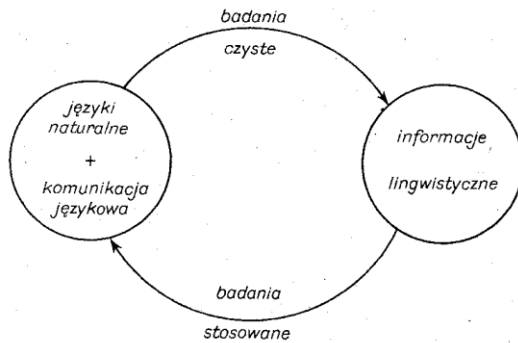 badania
czyste
języki
naturalne
+
komunikacja
językowa
informacje
lingwistyczne
badania
stosowane